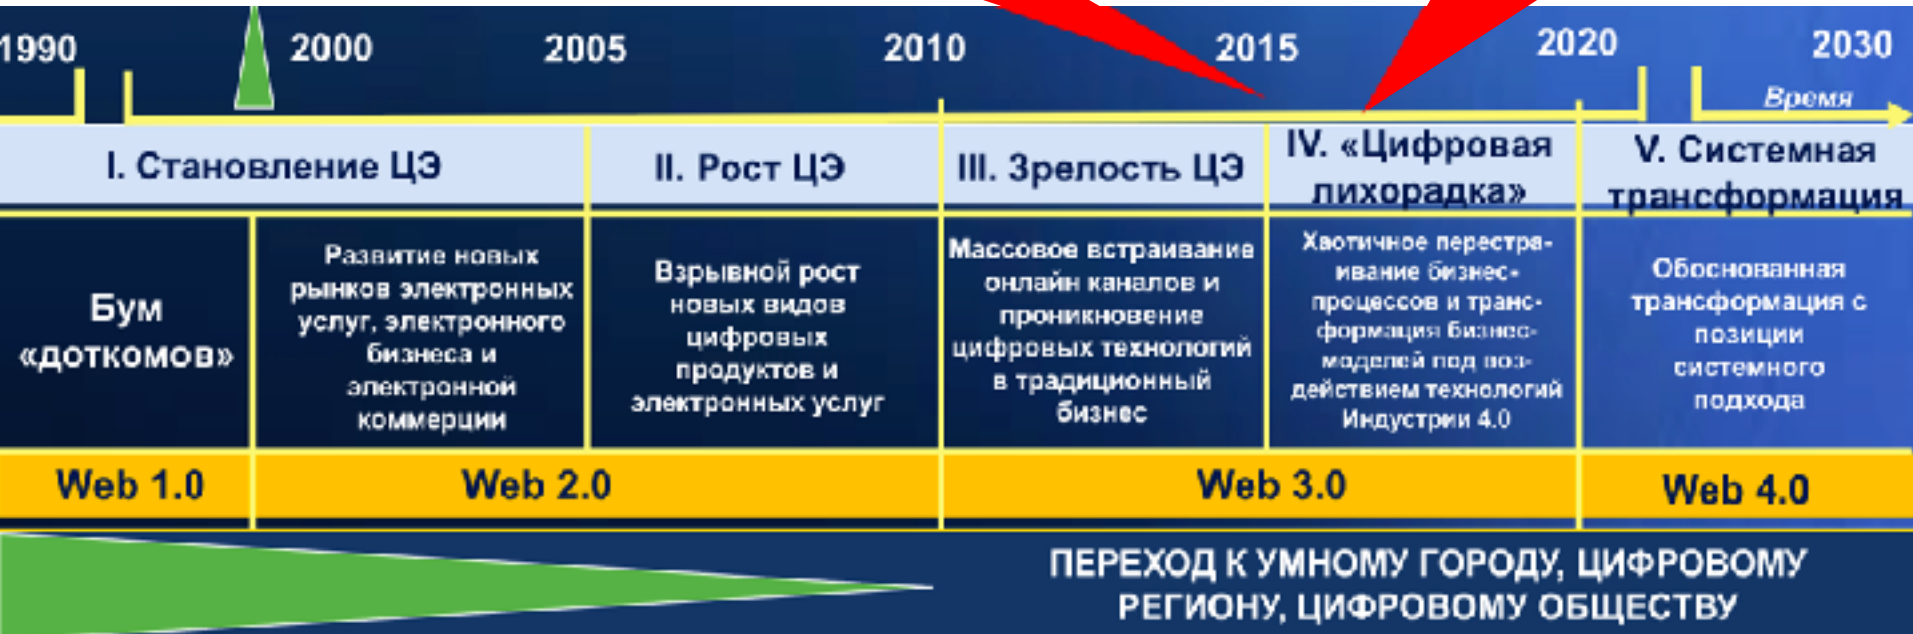 1990
2000
2005
2010
2015
2020
2030
Время
I. Становление ЦЭ
II. Рост ЦЭ
III. Зрелость ЦЭ
IV. «Цифровая
лихорадка»
V. Системная
трансформация
Бум
«доткомов»
Развитие новых
рынков электронных
услуг, электронного
бизнеса и
электронной
коммерции
Взрывной рост
новых видов
цифровых
продуктов и
электронных услуг
Массовое встраивание
онлайн каналов и
проникновение
цифровых технологий
в традиционный
бизнес
Хаотичное перестра-
ивание бизнес-
процессов и транс-
формация бизнес-
моделей под воз-
действием технологий
Индустрии 4.0
Обоснованная
трансформация с
позиции
системного
подхода
Web 1.0
Web 2.0
Web 3.0
Web 4.0
ПЕРЕХОД К УМНОМУ ГОРОДУ, ЦИФРОВОМУ
РЕГИОНУ, ЦИФРОВОМУ ОБЩЕСТВУ